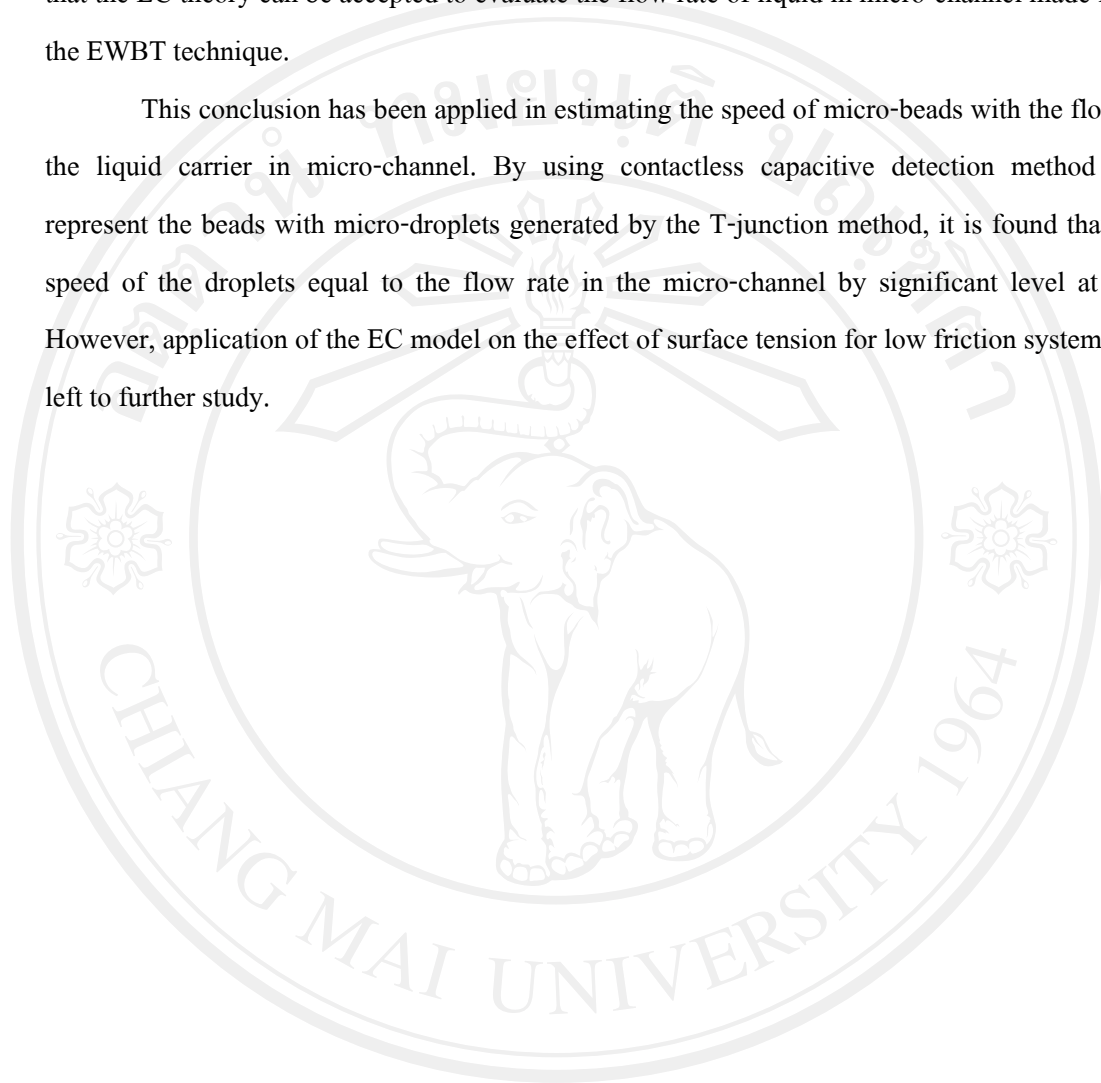 that the EC theory can be accepted to evaluate the flow rate of liquid in micro-channel made
the EWBT technique.
This conclusion has been applied in estimating the speed of micro-beads with the flo
the liquid carrier in micro-channel. By using contactless capacitive detection method
represent the beads with micro-droplets generated by the T-junction method, it is found tha
speed of the droplets equal to the flow rate in the micro-channel by significant level at
However, application of the EC model on the effect of surface tension for low friction system
left to further study.
CHIANG MAI UNIVERSITY 1964